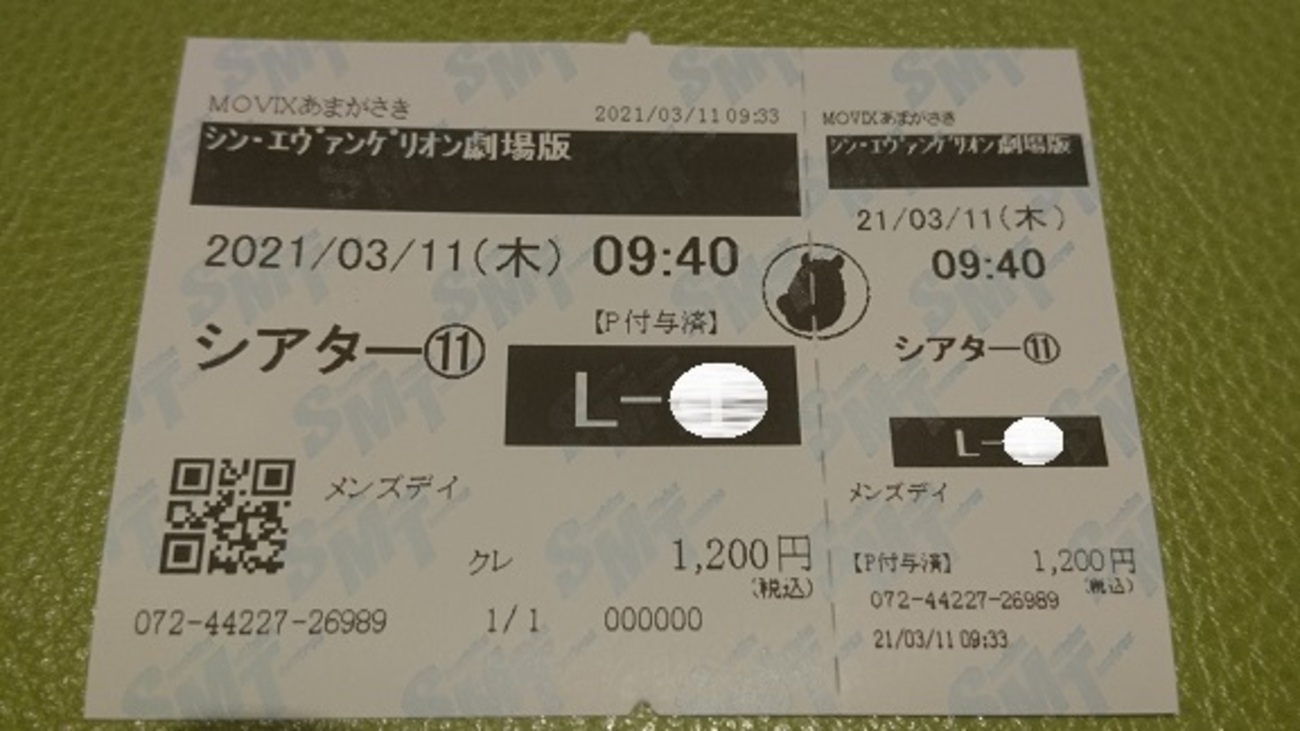 MOVIXあまがさき 2021/03/11 09:33
シン・エヴァンゲリオン劇場版
2021/03/11(木) 09:40
【P付与済】
シアター⑪
L-
メンズデイ
クレ 1,200円
(税込)
072-44227-26989 1/1 000000
MOVIXあまがさき
シン・エヴァンゲリオン劇場版
21/03/11(木)
09:40
シアター⑪
L-
メンズデイ
【P付与済】 1,200円
(税込)
072-44227-26989
21/03/11 09:33
SMT